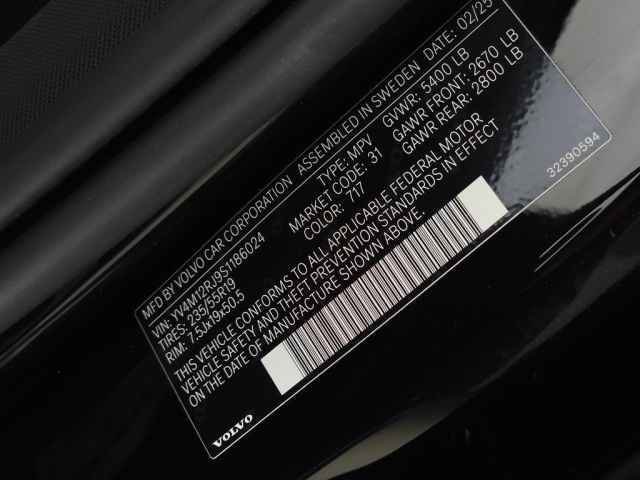 MFD BY VOLVO CAR CORPORATION ASSEMBLED IN SWEDEN DATE: 02/25
VIN: YV4M12RJ9S1186024 TYPE: MPV GVWR: 5400 LB
TIRES: 235/55R19 MARKET CODE: 31 GAWR FRONT: 2670 LB
RIM: 7.5Jx19x50.5 COLOR: 717 GAWR REAR: 2800 LB
THIS VEHICLE CONFORMS TO ALL APPLICABLE FEDERAL MOTOR
VEHICLE SAFETY AND THEFT PREVENTION STANDARDS IN EFFECT
ON THE DATE OF MANUFACTURE SHOWN ABOVE.
32390594
VOLVO